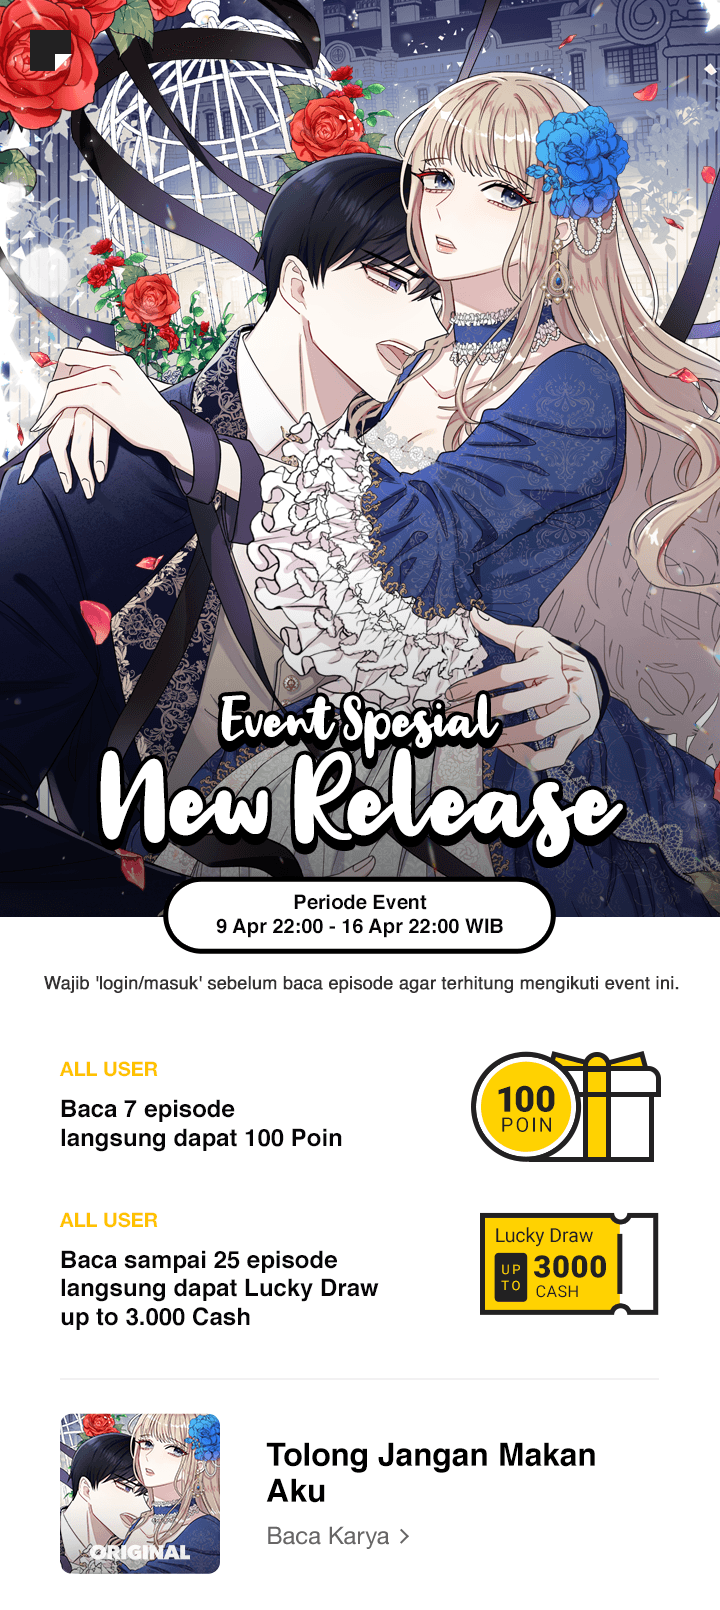 Event Spesial
New Release
Periode Event
9 Apr 22:00 - 16 Apr 22:00 WIB
Wajib 'login/masuk' sebelum baca episode agar terhitung mengikuti event ini.
ALL USER
Baca 7 episode
langsung dapat 100 Poin
100
POIN
ALL USER
Baca sampai 25 episode
langsung dapat Lucky Draw
up to 3.000 Cash
Lucky Draw
UP TO 3000
CASH
ORIGINAL
Tolong Jangan Makan
Aku
Baca Karya >